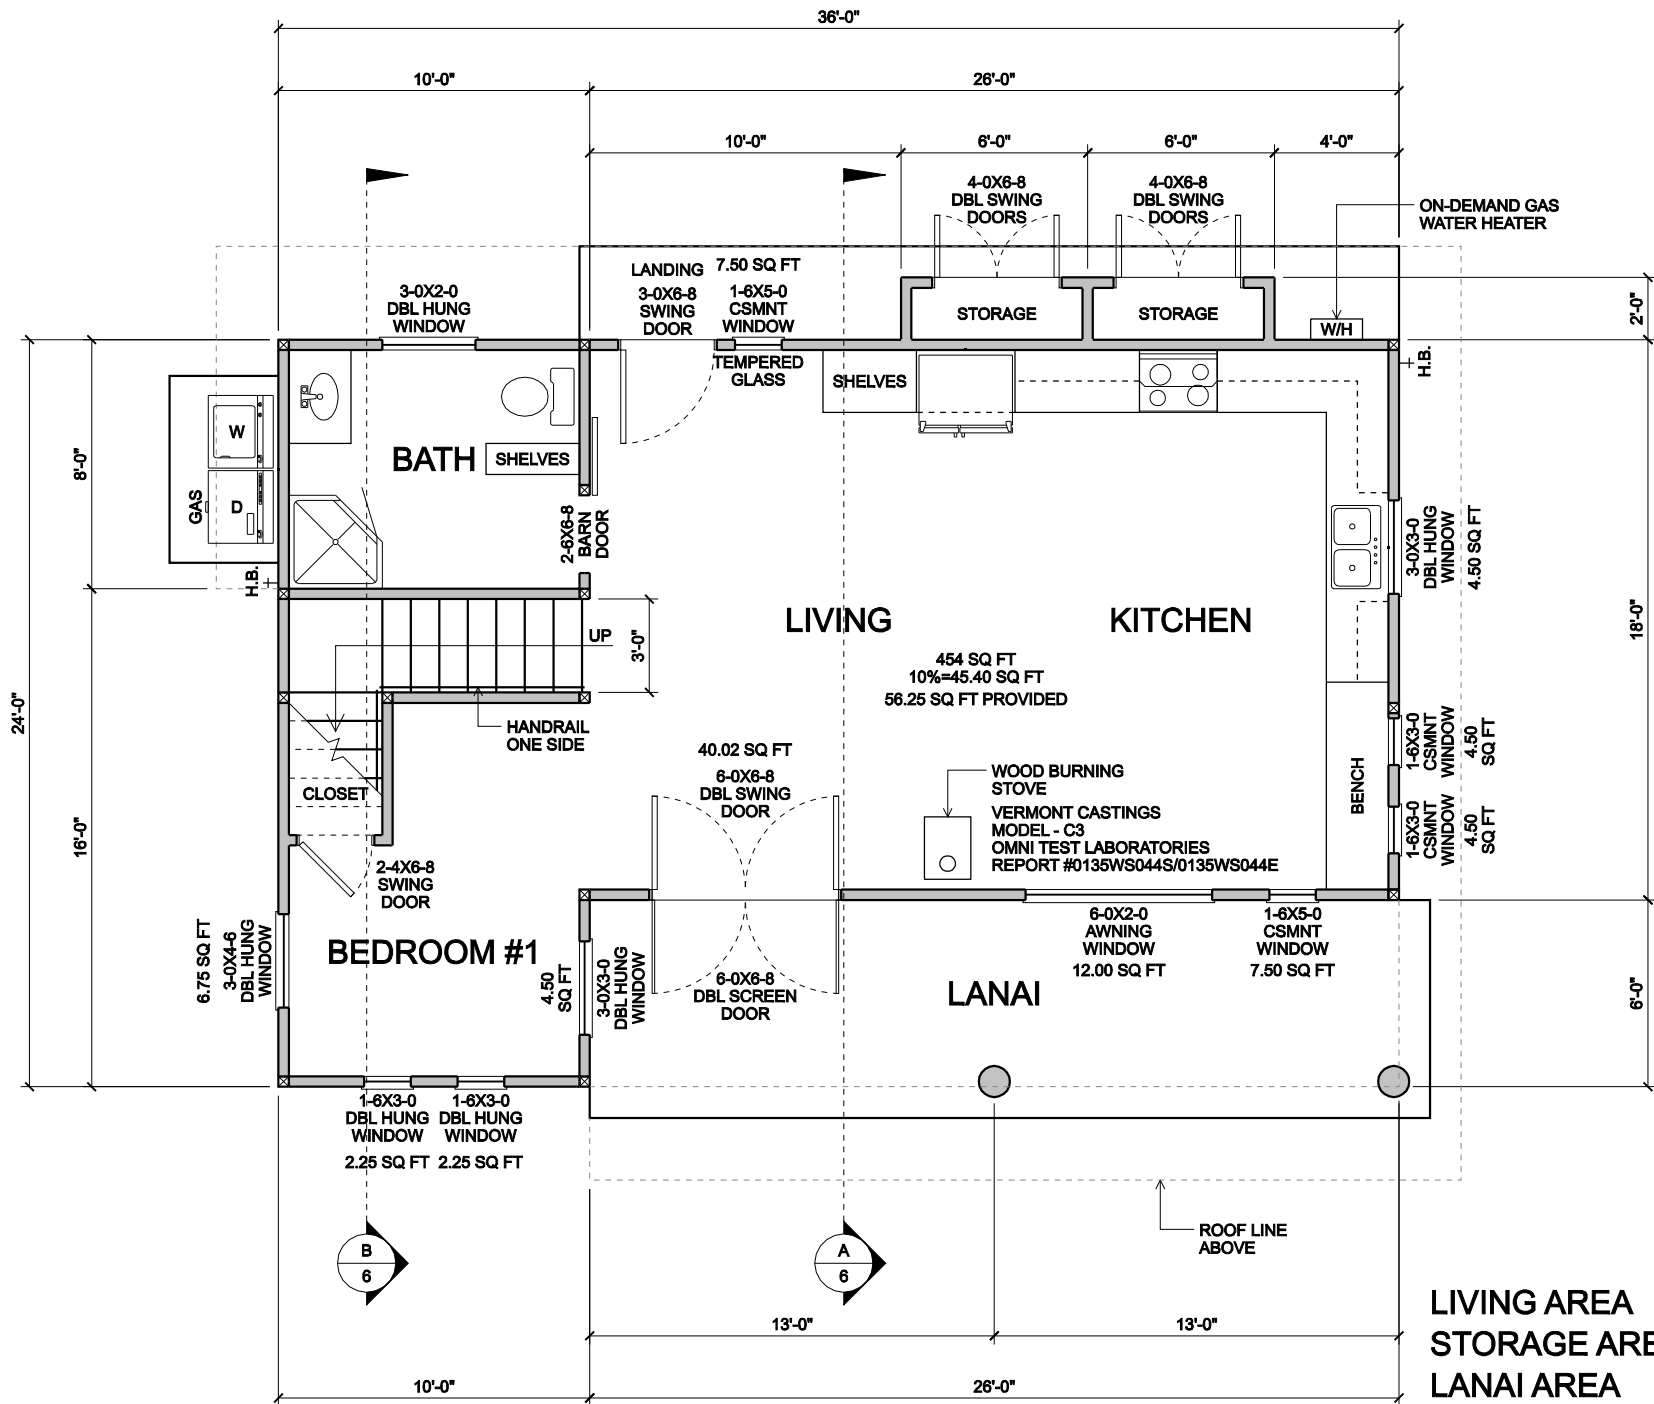 36'-0"
10'-0"
26'-0"
10'-0"
6'-0"
6'-0"
4'-0"
4-0X6-8
DBL SWING
DOORS
4-0X6-8
DBL SWING
DOORS
ON-DEMAND GAS
WATER HEATER
3-0X2-0
DBL HUNG
WINDOW
LANDING
3-0X6-8
SWING
DOOR
7.50 SQ FT
1-6X5-0
CSMNT
WINDOW
TEMPERED
GLASS
STORAGE
STORAGE
W/H
2'-0"
H.B.
SHELVES
W
D
GAS
8'-0"
BATH
SHELVES
2-6X6-8
BARN
DOOR
H.B.
3-0X3-0
DBL HUNG
WINDOW
4.50 SQ FT
UP
3'-0"
LIVING
KITCHEN
454 SQ FT
10%=45.40 SQ FT
56.25 SQ FT PROVIDED
18'-0"
24'-0"
16'-0"
HANDRAIL
ONE SIDE
CLOSET
40.02 SQ FT
6-0X6-8
DBL SWING
DOOR
WOOD BURNING
STOVE
VERMONT CASTINGS
MODEL - C3
OMNI TEST LABORATORIES
REPORT #0135WS044S/0135WS044E
BENCH
1-6X3-0
CSMNT
WINDOW
4.50
SQ FT
1-6X3-0
CSMNT
WINDOW
4.50
SQ FT
2-4X6-8
SWING
DOOR
6.75 SQ FT
3-0X4-6
DBL HUNG
WINDOW
BEDROOM #1
4.50
SQ FT
3-0X3-0
DBL HUNG
WINDOW
6-0X6-8
DBL SCREEN
DOOR
LANAI
6-0X2-0
AWNING
WINDOW
12.00 SQ FT
1-6X5-0
CSMNT
WINDOW
7.50 SQ FT
6'-0"
1-6X3-0
DBL HUNG
WINDOW
2.25 SQ FT
1-6X3-0
DBL HUNG
WINDOW
2.25 SQ FT
ROOF LINE
ABOVE
B
6
A
6
13'-0"
13'-0"
10'-0"
26'-0"
LIVING AREA
STORAGE ARE
LANAI AREA